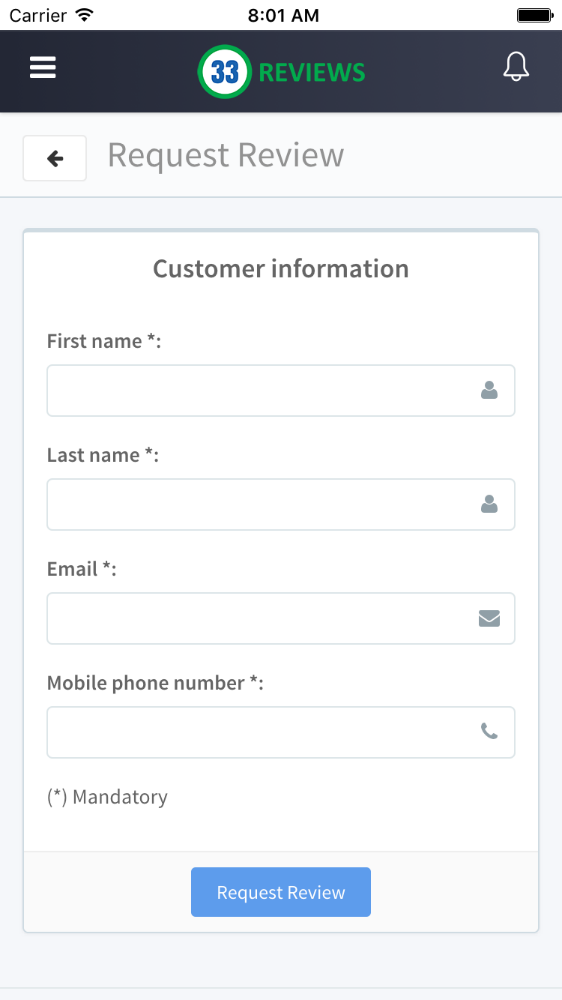 Carrier 8:01 AM
33 REVIEWS
Request Review
Customer information
First name *:
Last name *:
Email *:
Mobile phone number *:
(*) Mandatory
Request Review